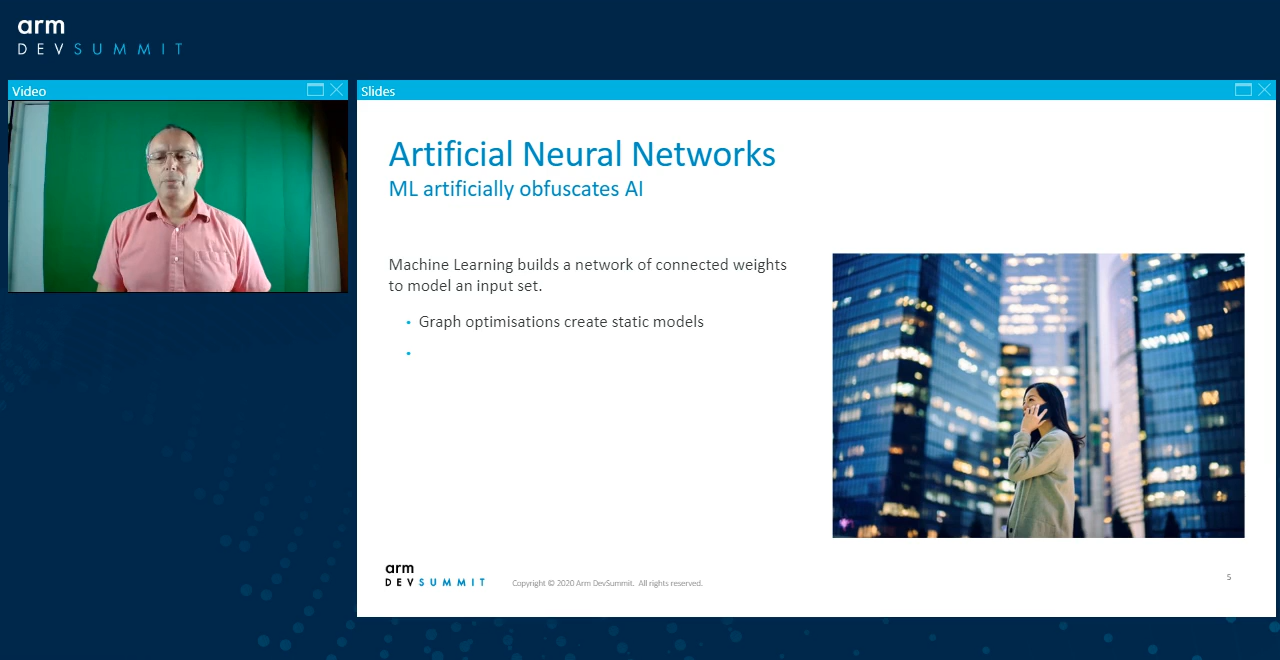 arm
DEVSUMMIT
Video
Slides
Artificial Neural Networks
ML artificially obfuscates AI
Machine Learning builds a network of connected weights
to model an input set.
• Graph optimisations create static models
•
arm
DEVSUMMIT
Copyright © 2020 Arm DevSummit. All rights reserved.
5